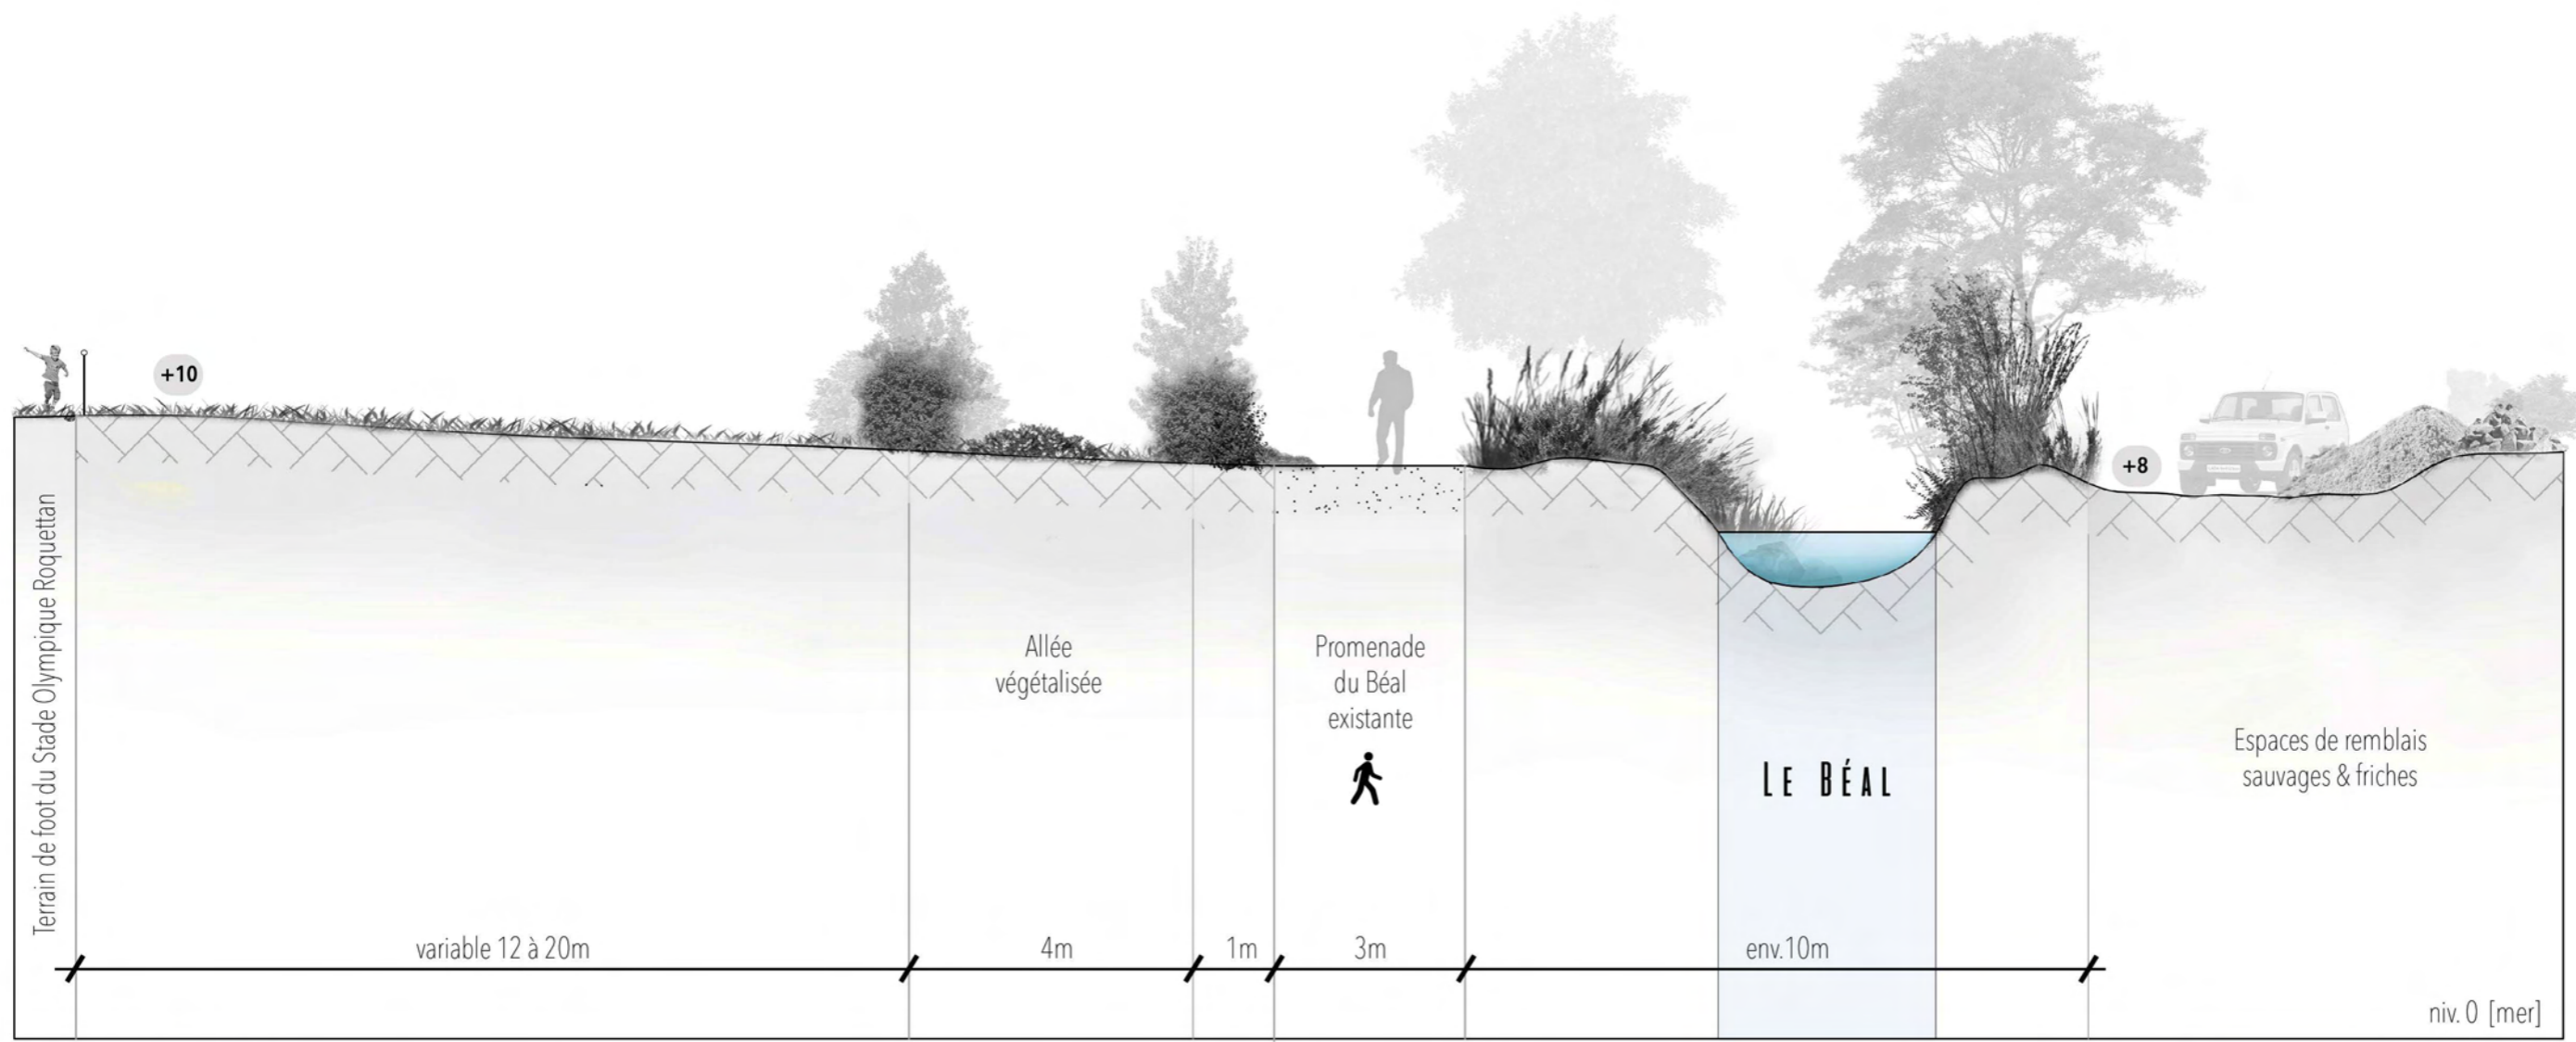 +10
+8
Terrain de foot du Stade Olympique Roquettan
Allée
végétalisée
Promenade
du Béal
existante
LE BÉAL
Espaces de remblais
sauvages & friches
variable 12 à 20m
4m
1m
3m
env.10m
niv. 0 [mer]